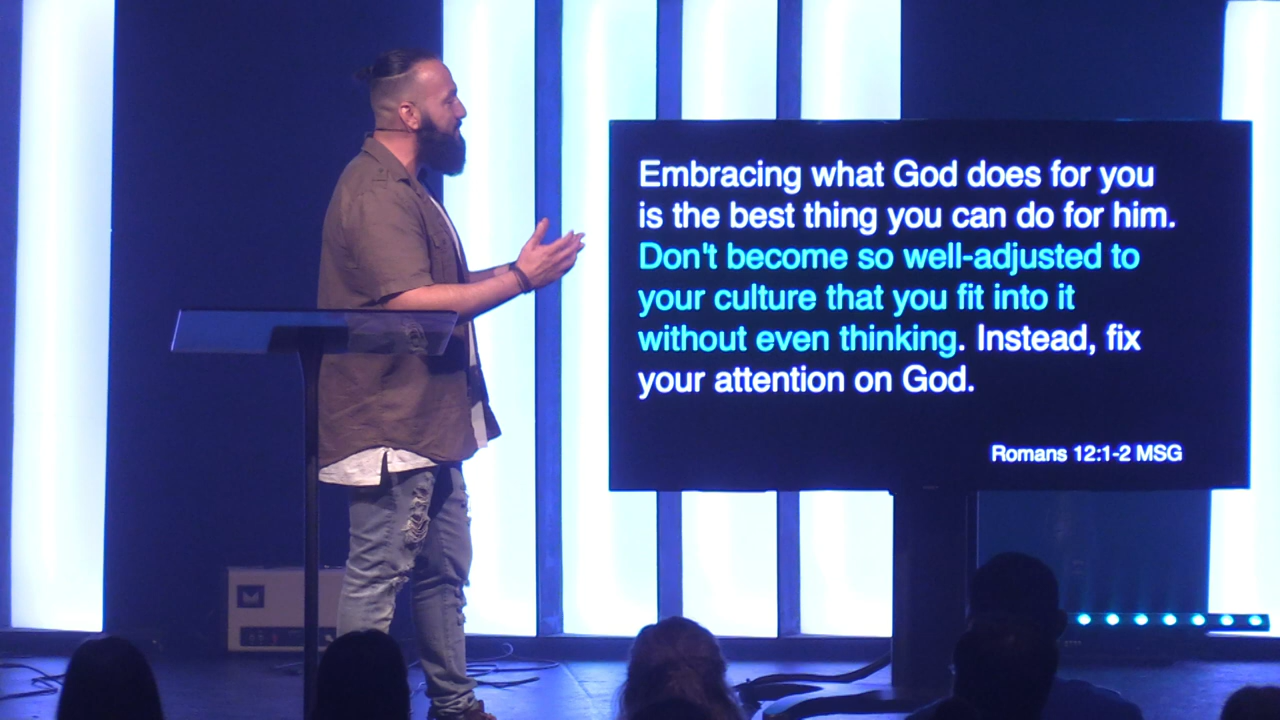 Embracing what God does for you
is the best thing you can do for him.
Don't become so well-adjusted to
your culture that you fit into it
without even thinking. Instead, fix
your attention on God.
Romans 12:1-2 MSG